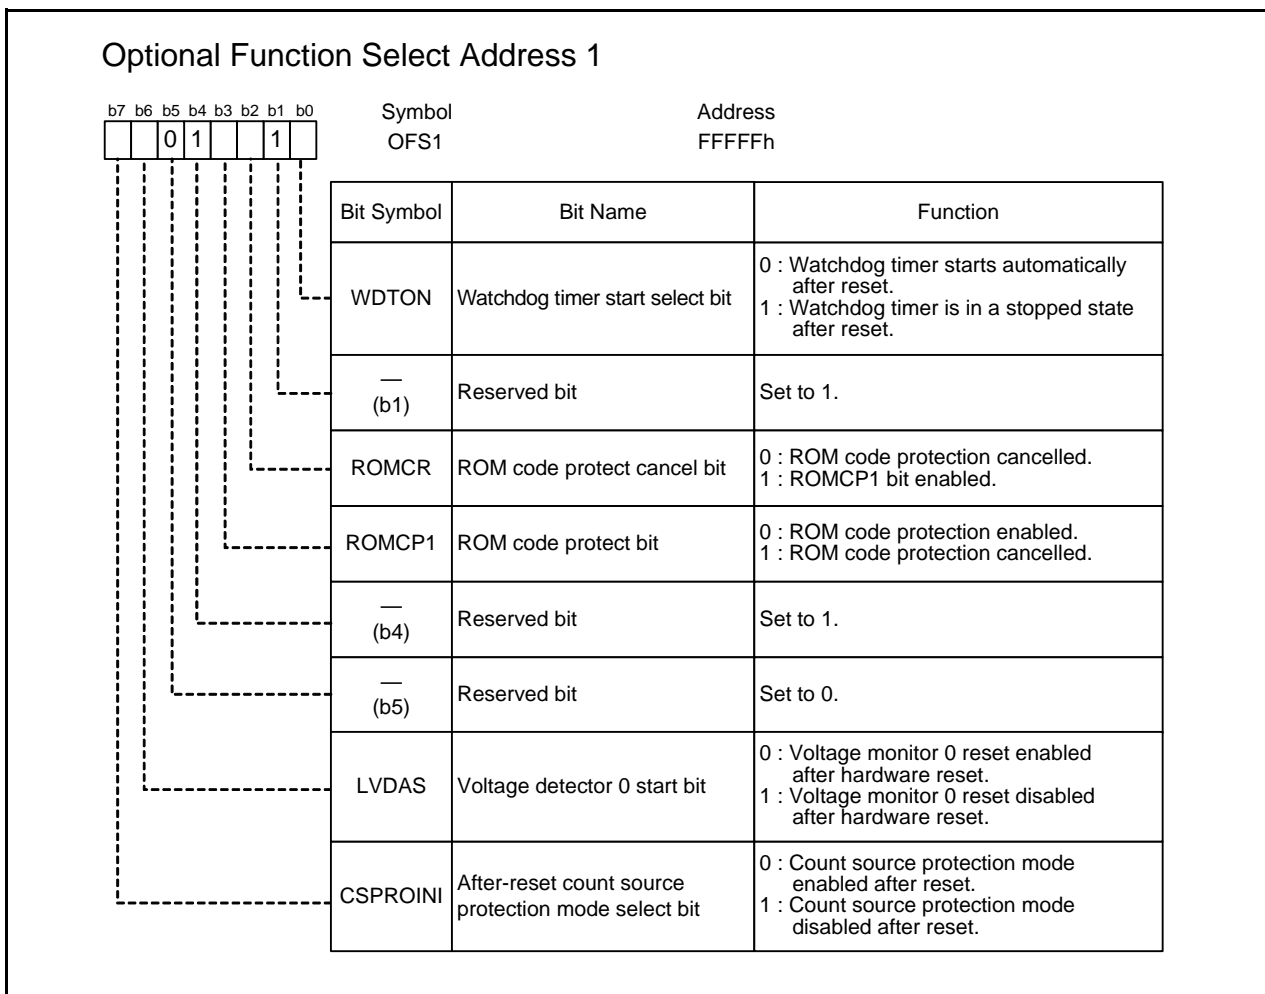 Optional Function Select Address 1
b7 b6 b5 b4 b3 b2 b1 b0
Symbol Address
0 1 1
OFS1 FFFFFh
Bit Symbol Bit Name Function
WDTON Watchdog timer start select bit
0 : Watchdog timer starts automatically
after reset.
1 : Watchdog timer is in a stopped state
after reset.
—
(b1)
Reserved bit Set to 1.
ROMCR ROM code protect cancel bit
0 : ROM code protection cancelled.
1 : ROMCP1 bit enabled.
ROMCP1 ROM code protect bit
0 : ROM code protection enabled.
1 : ROM code protection cancelled.
—
(b4)
Reserved bit Set to 1.
—
(b5)
Reserved bit Set to 0.
LVDAS Voltage detector 0 start bit
0 : Voltage monitor 0 reset enabled
after hardware reset.
1 : Voltage monitor 0 reset disabled
after hardware reset.
CSPROINI
After-reset count source
protection mode select bit
0 : Count source protection mode
enabled after reset.
1 : Count source protection mode
disabled after reset.